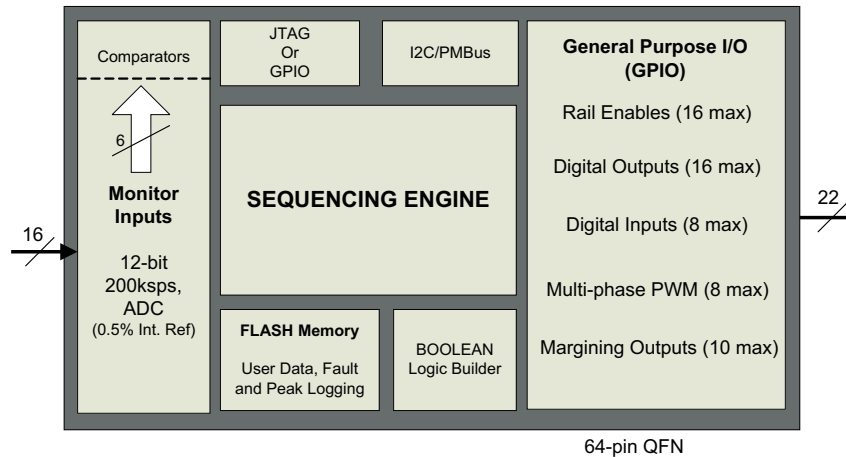 Comparators
6
Monitor
Inputs
16
12-bit
200ksps,
ADC
(0.5% Int. Ref)
JTAG
Or
GPIO
I2C/PMBus
SEQUENCING ENGINE
FLASH Memory
User Data, Fault
and Peak Logging
BOOLEAN
Logic Builder
General Purpose I/O
(GPIO)
Rail Enables (16 max)
Digital Outputs (16 max)
Digital Inputs (8 max)
Multi-phase PWM (8 max)
Margining Outputs (10 max)
22
64-pin QFN